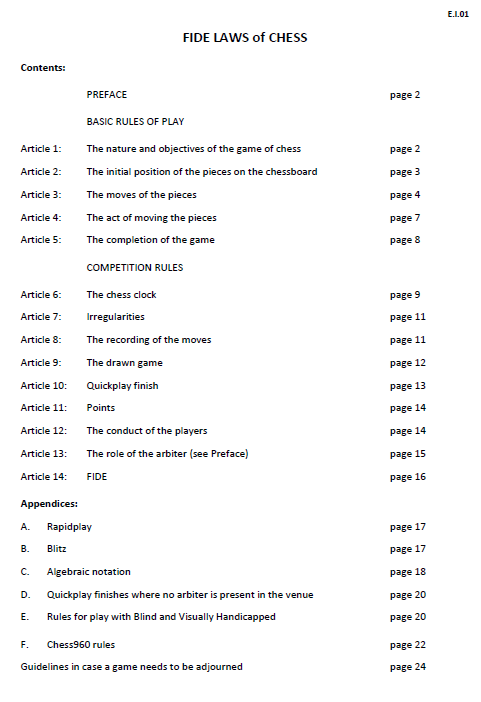 E.I.01
FIDE LAWS of CHESS
Contents:
PREFACE page 2
BASIC RULES OF PLAY
Article 1: The nature and objectives of the game of chess page 2
Article 2: The initial position of the pieces on the chessboard page 3
Article 3: The moves of the pieces page 4
Article 4: The act of moving the pieces page 7
Article 5: The completion of the game page 8
COMPETITION RULES
Article 6: The chess clock page 9
Article 7: Irregularities page 11
Article 8: The recording of the moves page 11
Article 9: The drawn game page 12
Article 10: Quickplay finish page 13
Article 11: Points page 14
Article 12: The conduct of the players page 14
Article 13: The role of the arbiter (see Preface) page 15
Article 14: FIDE page 16
Appendices:
A. Rapidplay page 17
B. Blitz page 17
C. Algebraic notation page 18
D. Quickplay finishes where no arbiter is present in the venue page 20
E. Rules for play with Blind and Visually Handicapped page 20
F. Chess960 rules page 22
Guidelines in case a game needs to be adjourned page 24